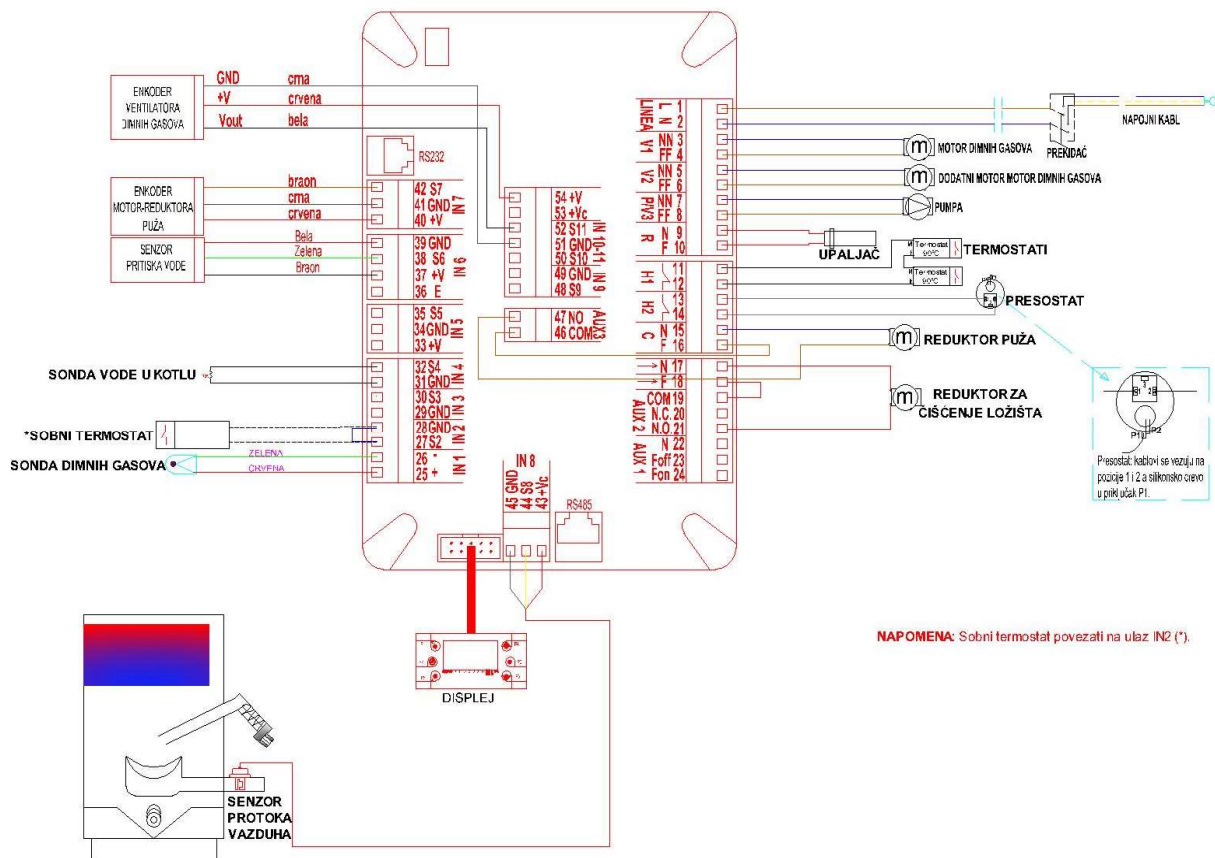 ENKODER
VENTILATORA
DIMNIH GASOVA
GND crna
+V crvena
Vout bela
ENKODER
MOTOR-REDUKTORA
PUŽA
braon
crna
crvena
SENZOR
PRITISKA VODE
Bela
Zelena
Braon
SONDA VODE U KOTLU
*SOBNI TERMOSTAT
SONDA DIMNIH GASOVA
ZELENA
CRVENA
RS232
42 S7
41 GND
40 +V
IN 7
39 GND
38 S6
37 +V
36 E
IN 6
35 S5
34 GND
33 +V
IN 5
32 S4
31 GND
IN 4
30 S3
29 GND
IN 3
28 GND
27 S2
IN 2
26 -
25 +
IN 1
54 +V
53 +Vc
52 S11
51 GND
50 S10
IN 10-11
49 GND
48 S9
IN 9
47 NO
46 COM
AUX3
IN 8
45 GND
44 S8
43 +Vc
RS485
LINEA
L 1
N 2
V1
NN 3
FF 4
V2
NN 5
FF 6
P/V3
NN 7
FF 8
R
N 9
F 10
H1
11
12
H2
13
14
C
N 15
F 16
N 17
F 18
AUX 2
COM 19
N.C. 20
N.O. 21
AUX 1
N 22
Foff 23
Fon 24
NAPOJNI KABL
PREKIDAČ
m MOTOR DIMNIH GASOVA
m DODATNI MOTOR MOTOR DIMNIH GASOVA
PUMPA
UPALJAČ
Termostat
90°C
Termostat
90°C
TERMOSTATI
PRESOSTAT
m REDUKTOR PUŽA
m REDUKTOR ZA
ČIŠĆENJE LOŽIŠTA
1
3
2
P1
P2
Presostat: kablovi se vezuju na
pozicije 1 i 2 a silikonsko crevo
u priključak P1.
DISPLEJ
NAPOMENA: Sobni termostat povezati na ulaz IN2 (*).
SENZOR
PROTOKA
VAZDUHA